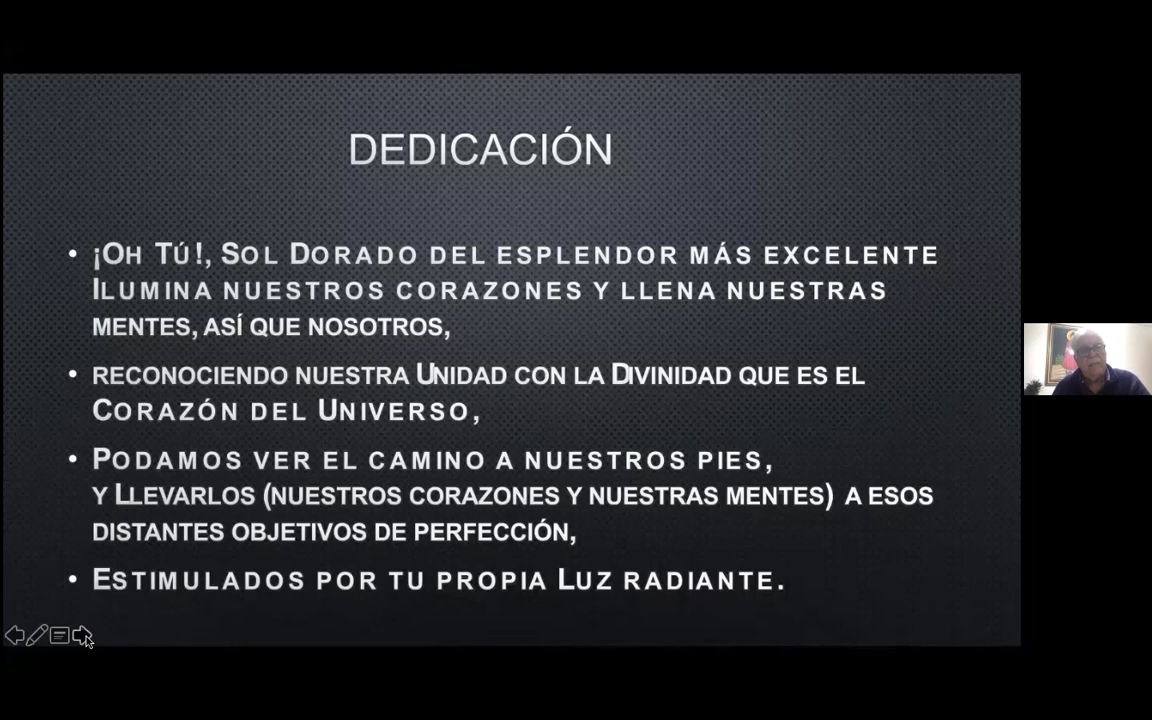 DEDICACIÓN
• ¡Oh Tú!, Sol Dorado del esplendor más excelente
Ilumina nuestros corazones y llena nuestras
mentes, así que nosotros,
• reconociendo nuestra Unidad con la Divinidad que es el
Corazón del Universo,
• Podamos ver el camino a nuestros pies,
y Llevarlos (nuestros corazones y nuestras mentes) a esos
distantes objetivos de perfección,
• Estimulados por tu propia Luz radiante.